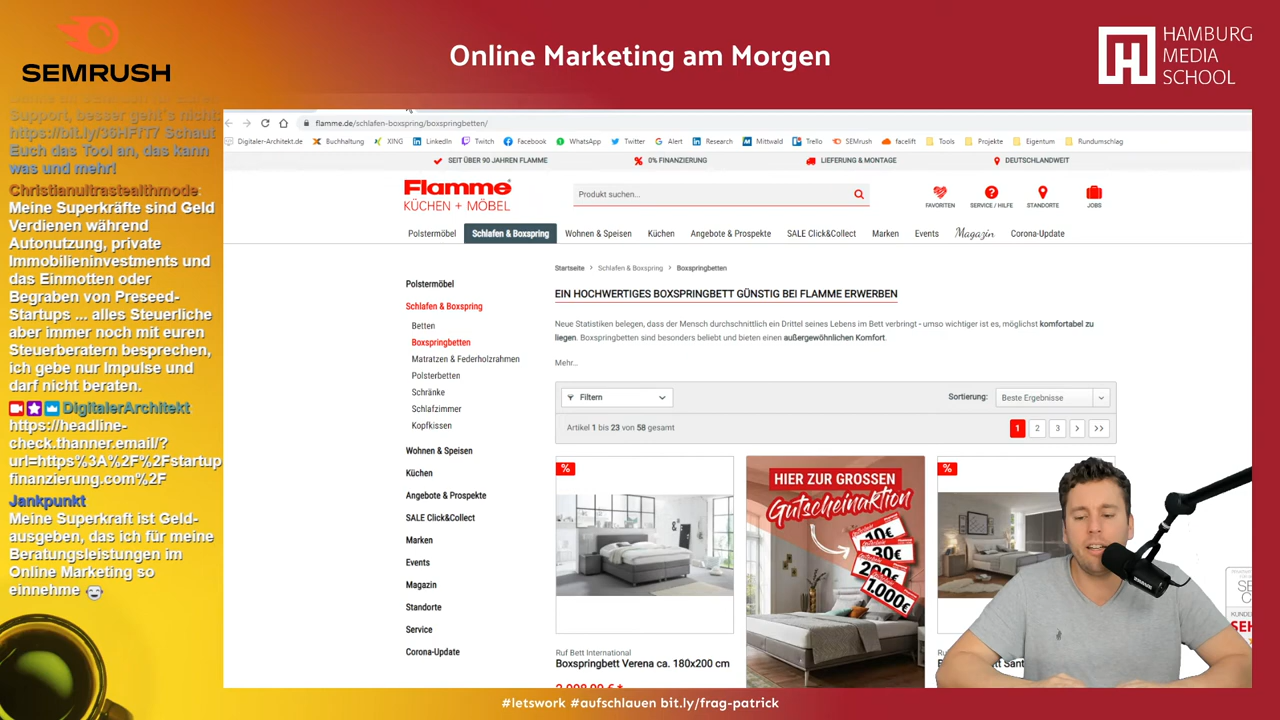 Online Marketing am Morgen
SEMRUSH
HAMBURG
MEDIA
SCHOOL
Support, besser geht's nicht:
https://bit.ly/36HFfT7 Schaut
Euch das Tool an, das kann
was und mehr!
Christianultrastealthmode:
Meine Superkräfte sind Geld
Verdienen während
Autonutzung, private
Immobilieninvestments und
das Einmotten oder
Begraben von Preseed-
Startups ... alles Steuerliche
aber immer noch mit euren
Steuerberatern besprechen,
ich gebe nur Impulse und
darf nicht beraten.
DigitalerArchitekt
https://headline-
check.thanner.email/?
url=https%3A%2F%2Fstartup
finanzierung.com%2F
Jankpunkt
Meine Superkraft ist Geld-
ausgeben, das ich für meine
Beratungsleistungen im
Online Marketing so
einnehme
flamme.de/schlafen-boxspring/boxspringbetten/
Digitaler-Architekt.de Buchhaltung XING LinkedIn Twitch Facebook WhatsApp Twitter Alert Research Mittwald Trello SEMrush facelift Tools Projekte Eigentum Rundumschlag
SEIT ÜBER 90 JAHREN FLAMME 0% FINANZIERUNG LIEFERUNG & MONTAGE DEUTSCHLANDWEIT
Flamme
KÜCHEN + MÖBEL
Produkt suchen...
FAVORITEN SERVICE / HILFE STANDORTE JOBS
Polstermöbel Schlafen & Boxspring Wohnen & Speisen Küchen Angebote & Prospekte SALE Click&Collect Marken Events Magazin Corona-Update
Startseite > Schlafen & Boxspring > Boxspringbetten
Polstermöbel
Schlafen & Boxspring
Betten
Boxspringbetten
Matratzen & Federholzrahmen
Polsterbetten
Schränke
Schlafzimmer
Kopfkissen
Wohnen & Speisen
Küchen
Angebote & Prospekte
SALE Click&Collect
Marken
Events
Magazin
Standorte
Service
Corona-Update
EIN HOCHWERTIGES BOXSPRINGBETT GÜNSTIG BEI FLAMME ERWERBEN
Neue Statistiken belegen, dass der Mensch durchschnittlich ein Drittel seines Lebens im Bett verbringt - umso wichtiger ist es, möglichst komfortabel zu
liegen. Boxspringbetten sind besonders beliebt und bieten einen außergewöhnlichen Komfort.
Mehr...
Filtern
Sortierung: Beste Ergebnisse
Artikel 1 bis 23 von 58 gesamt
1 2 3 > >>
%
HIER ZUR GROSSEN
Gutscheinaktion
10€
30€
200€
1.000€
%
Ruf Bett International
Boxspringbett Verena ca. 180x200 cm
#letswork #aufschlauen bit.ly/frag-patrick